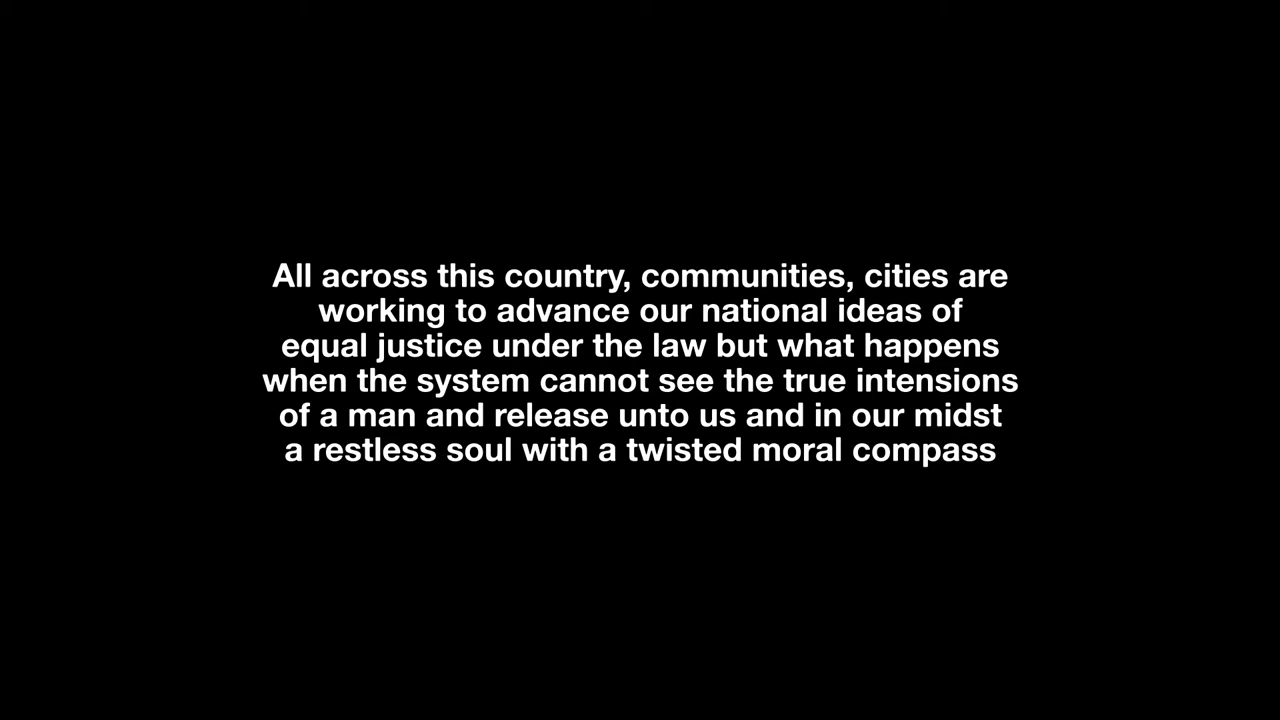 All across this country, communities, cities are
working to advance our national ideas of
equal justice under the law but what happens
when the system cannot see the true intensions
of a man and release unto us and in our midst
a restless soul with a twisted moral compass